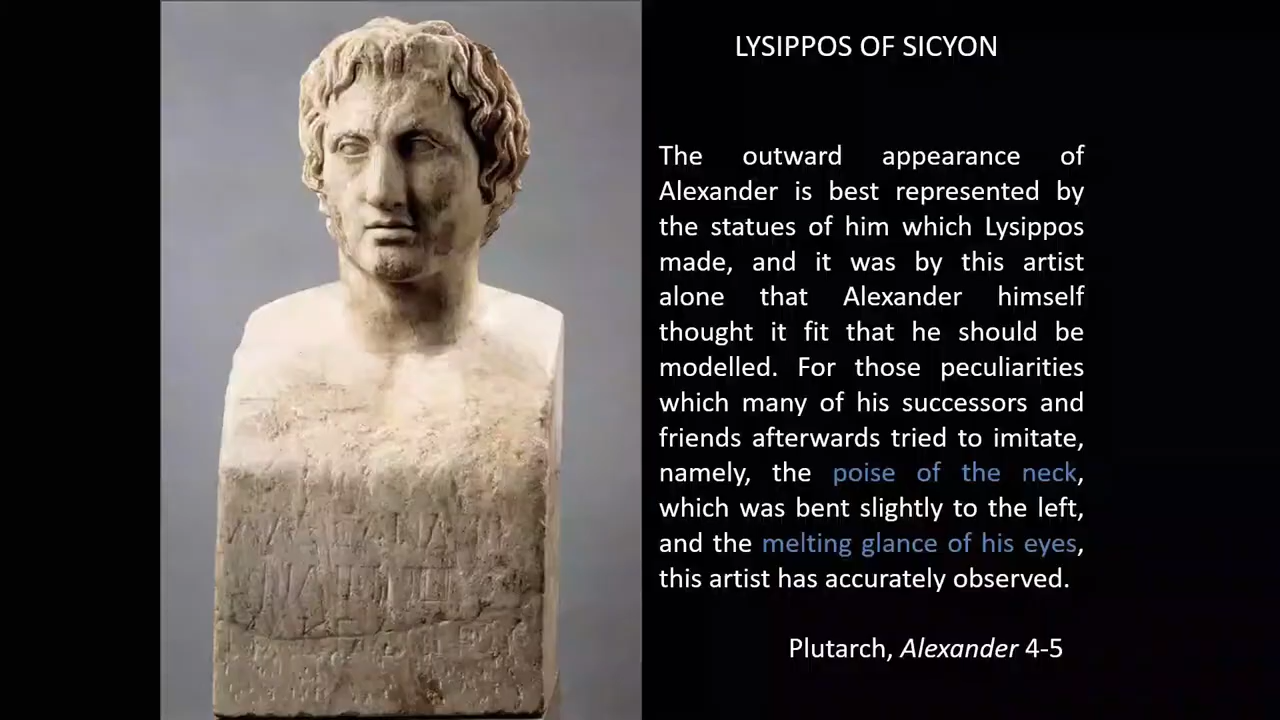 LYSIPPOS OF SICYON
The outward appearance of
Alexander is best represented by
the statues of him which Lysippos
made, and it was by this artist
alone that Alexander himself
thought it fit that he should be
modelled. For those peculiarities
which many of his successors and
friends afterwards tried to imitate,
namely, the poise of the neck,
which was bent slightly to the left,
and the melting glance of his eyes,
this artist has accurately observed.
Plutarch, Alexander 4-5